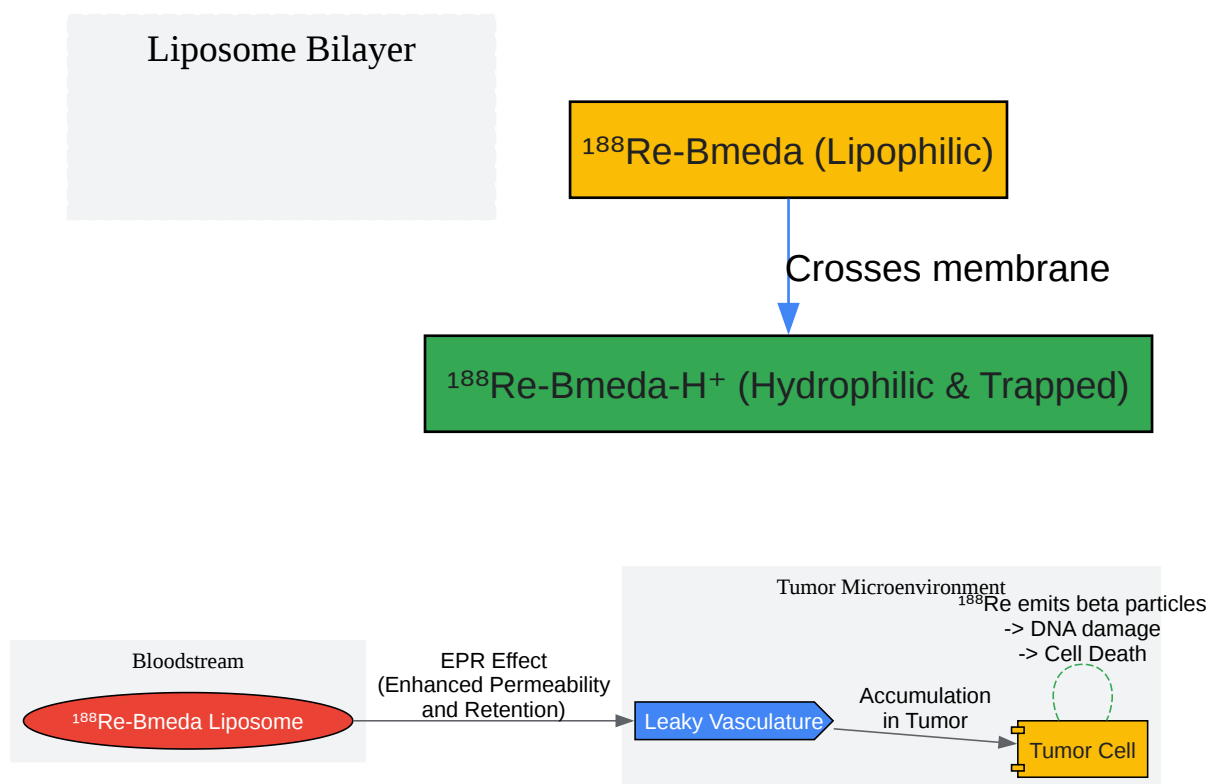 Liposome Bilayer
¹⁸⁸Re-Bmeda (Lipophilic)
Crosses membrane
¹⁸⁸Re-Bmeda-H⁺ (Hydrophilic & Trapped)
Tumor Microenvironment
¹⁸⁸Re emits beta particles
-> DNA damage
-> Cell Death
Bloodstream
EPR Effect
(Enhanced Permeability
and Retention)
¹⁸⁸Re-Bmeda Liposome
Leaky Vasculature
Accumulation
in Tumor
Tumor Cell